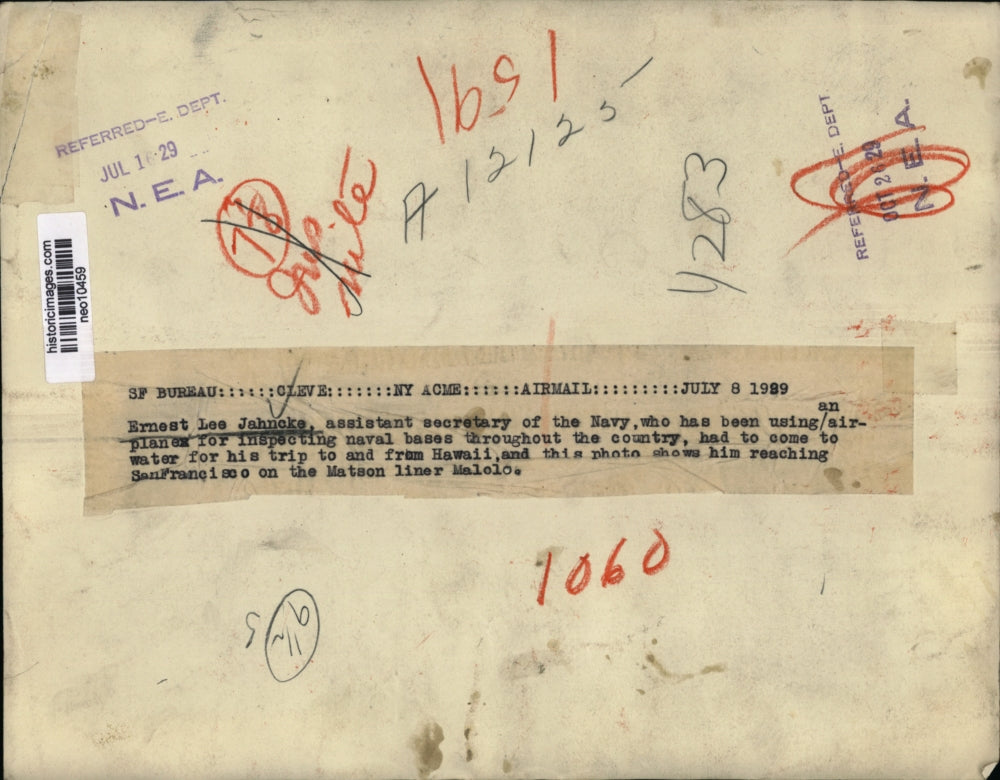 1691
A 12125
REFERRED—E. DEPT.
JUL 16 29
N. E. A.
REFERRED—E DEPT.
OCT 2 29
N. E. A.
4283
historicimages.com
neo10459
SF BUREAU::::::CLEVE:::::::NY ACME::::::AIRMAIL:::::::::JULY 8 1929
an
Ernest Lee Jahncke, assistant secretary of the Navy,who has been using/air-
planes for inspecting naval bases throughout the country, had to come to
water for his trip to and from Hawaii,and this photo shows him reaching
SanFrancisco on the Matson liner Malolo.
1060